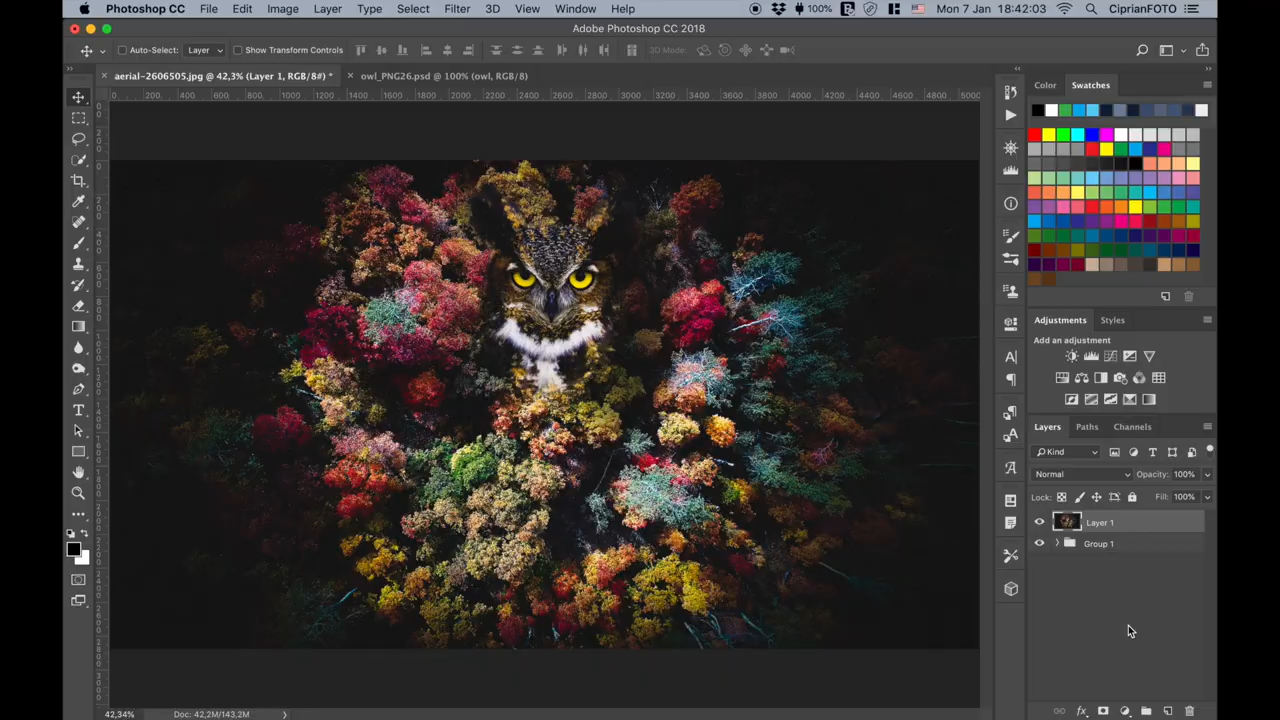 Photoshop CC File Edit Image Layer Type Select Filter 3D View Window Help 100% Mon 7 Jan 18:42:03 CiprianFOTO
Adobe Photoshop CC 2018
Auto-Select: Layer Show Transform Controls 3D Mode:
aerial-2606505.jpg @ 42,3% (Layer 1, RGB/8#) * owl_PNG26.psd @ 100% (owl, RGB/8)
Color Swatches
200 400 600 800 1000 1200 1400 1600 1800 2000 2200 2400 2600 2800 3000 3200 3400 3600 3800 4000 4200 4400 4600 4800 5000
Adjustments Styles
Add an adjustment
Layers Paths Channels
Kind
Normal Opacity: 100%
Lock: Fill: 100%
Layer 1
Group 1
42,34% Doc: 42,2M/143,2M
fx